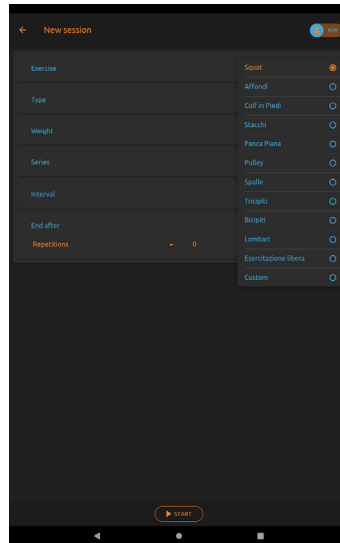 New session
M.R.
Exercise
Type
Weight
Series
Interval
End after
Repetitions 0
Squat
Affondi
Culf in Piedi
Stacchi
Panca Piana
Pulley
Spalle
Tricipiti
Bicipiti
Lombari
Esercitazione libera
Custom
START